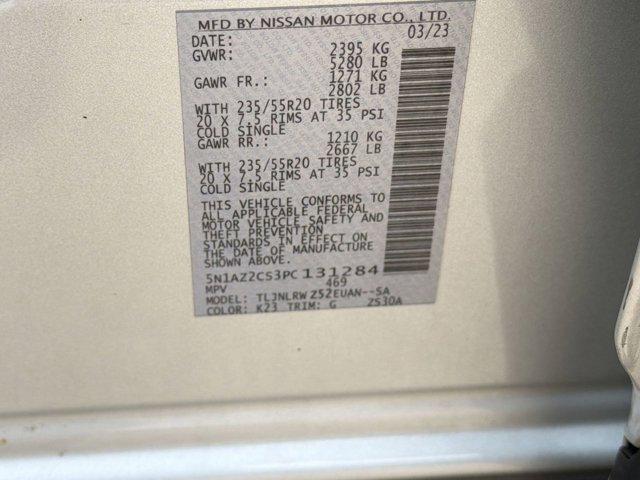 MFD BY NISSAN MOTOR CO., LTD.
DATE: 03/23
GVWR: 2395 KG
5280 LB
GAWR FR.: 1271 KG
2802 LB
WITH 235/55R20 TIRES
20 X 7.5 RIMS AT 35 PSI
COLD SINGLE
GAWR RR.: 1210 KG
2667 LB
WITH 235/55R20 TIRES
20 X 7.5 RIMS AT 35 PSI
COLD SINGLE
THIS VEHICLE CONFORMS TO
ALL APPLICABLE FEDERAL
MOTOR VEHICLE SAFETY AND
THEFT PREVENTION
STANDARDS IN EFFECT ON
THE DATE OF MANUFACTURE
SHOWN ABOVE.
5N1AZ2CS3PC131284
MPV 469
MODEL: TLJNLRWZ52EUAN--SA
COLOR: K23 TRIM: G ZS30A